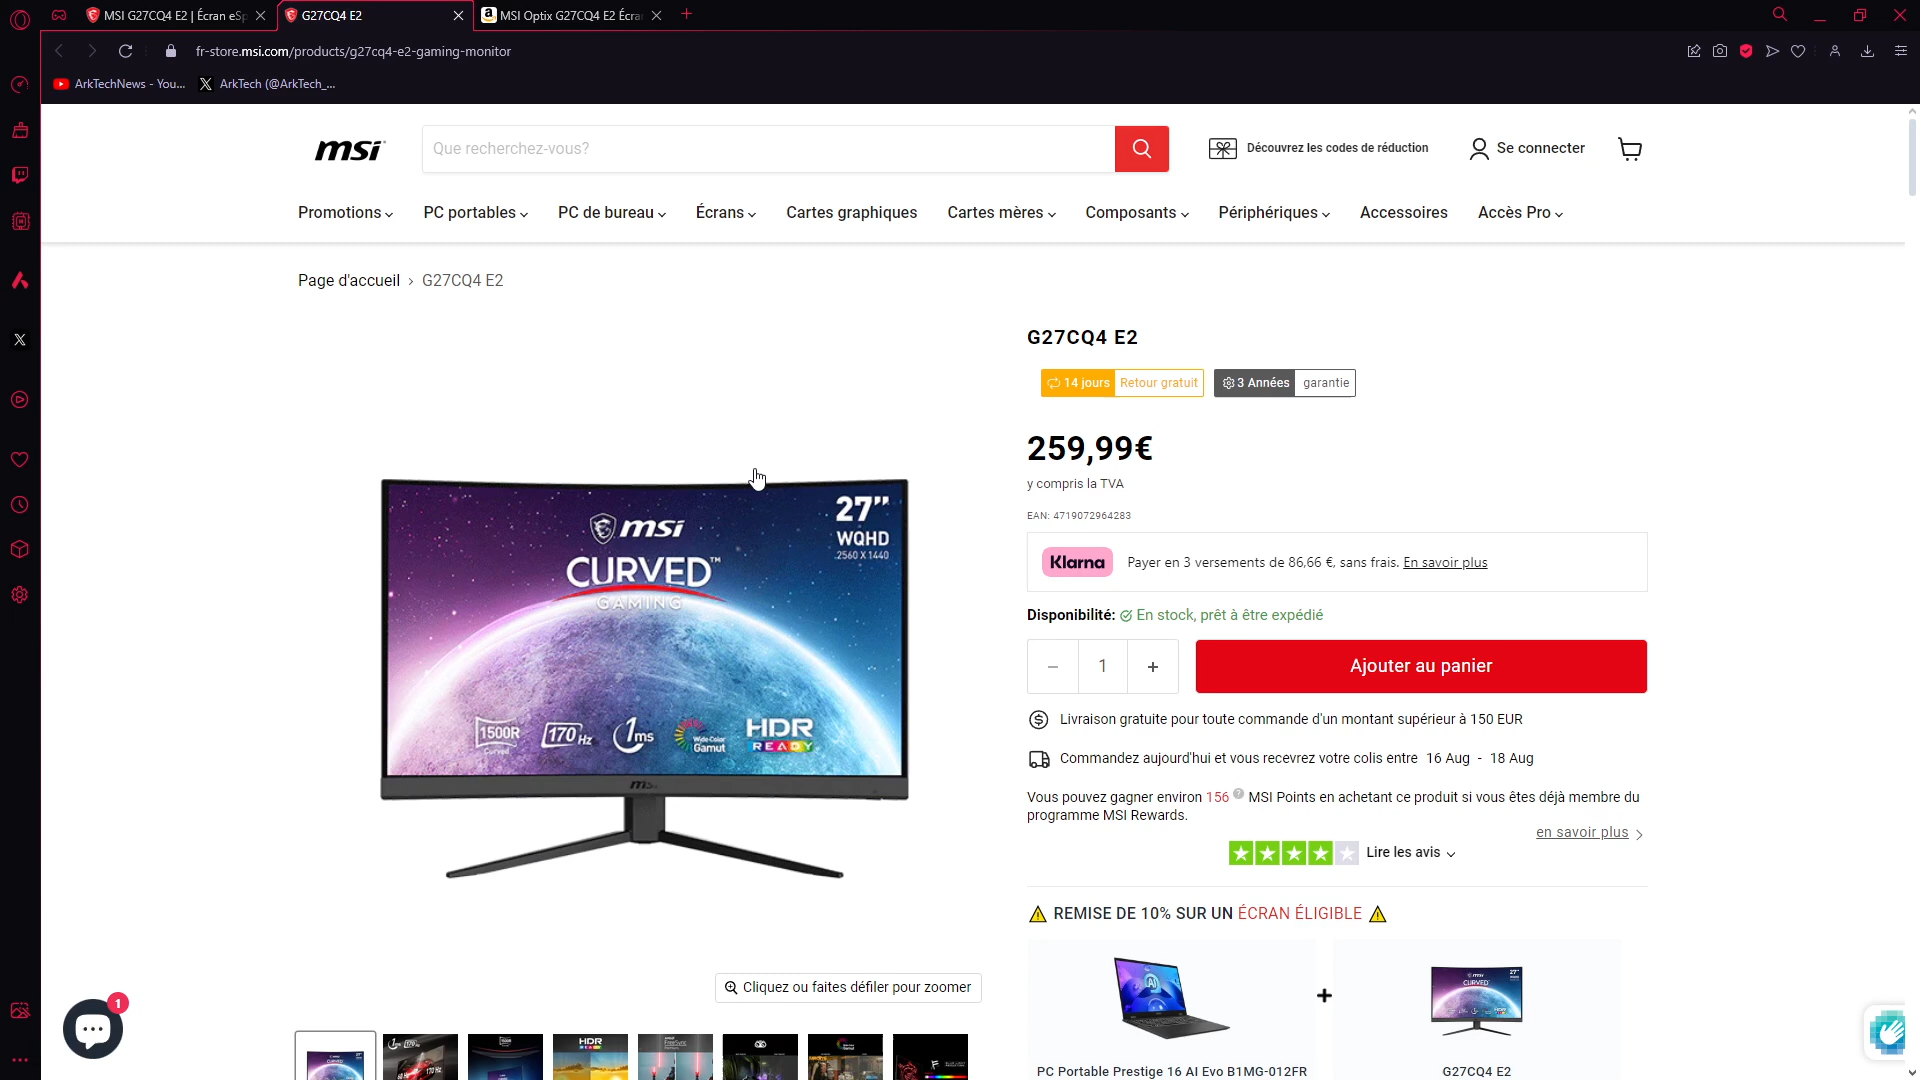 MSI G27CQ4 E2 | Écran eSp
G27CQ4 E2
MSI Optix G27CQ4 E2 Écra
fr-store.msi.com/products/g27cq4-e2-gaming-monitor
ArkTechNews - You...
ArkTech (@ArkTech_...
msi
Que recherchez-vous?
Découvrez les codes de réduction
Se connecter
Promotions
PC portables
PC de bureau
Écrans
Cartes graphiques
Cartes mères
Composants
Périphériques
Accessoires
Accès Pro
Page d'accueil › G27CQ4 E2
G27CQ4 E2
14 jours Retour gratuit
3 Années garantie
259,99€
y compris la TVA
EAN: 4719072964283
Klarna Payer en 3 versements de 86,66 €, sans frais. En savoir plus
Disponibilité: En stock, prêt à être expédié
− 1 +
Ajouter au panier
Livraison gratuite pour toute commande d'un montant supérieur à 150 EUR
Commandez aujourd'hui et vous recevrez votre colis entre 16 Aug - 18 Aug
Vous pouvez gagner environ 156 MSI Points en achetant ce produit si vous êtes déjà membre du
programme MSI Rewards.
en savoir plus
Lire les avis
REMISE DE 10% SUR UN ÉCRAN ÉLIGIBLE
+
PC Portable Prestige 16 AI Evo B1MG-012FR
G27CQ4 E2
27”
WQHD
2560 X 1440
msi
CURVED™
GAMING
1500R
Curved
170Hz
1ms
Wide Color
Gamut
HDR
READY
msi
Cliquez ou faites défiler pour zoomer
1
HDR